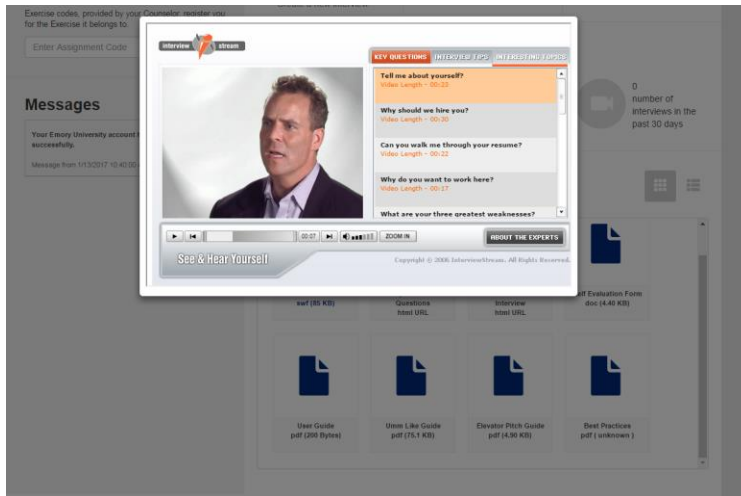 Exercise codes, provided by your Counselor, register you
for the Exercise it belongs to.
Enter Assignment Code
Messages
Your Emory University account
successfully.
Message from 1/13/2017 10:40:00
interview stream
KEY QUESTIONS
INTERVIEW TIPS
INTERESTING TOPICS
Tell me about yourself?
Video Length - 00:23
Why should we hire you?
Video Length - 00:30
Can you walk me through your resume?
Video Length - 00:22
Why do you want to work here?
Video Length - 00:17
What are your three greatest weaknesses?
00:07
ZOOM IN
ABOUT THE EXPERTS
See & Hear Yourself
Copyright © 2006 InterviewStream. All Rights Reserved.
0
number of
interviews in the
past 30 days
swf (85 KB)
Questions
html URL
Interview
html URL
Evaluation Form
doc (4.40 KB)
User Guide
pdf (200 Bytes)
Umm Like Guide
pdf (75.1 KB)
Elevator Pitch Guide
pdf (4.90 KB)
Best Practices
pdf ( unknown )